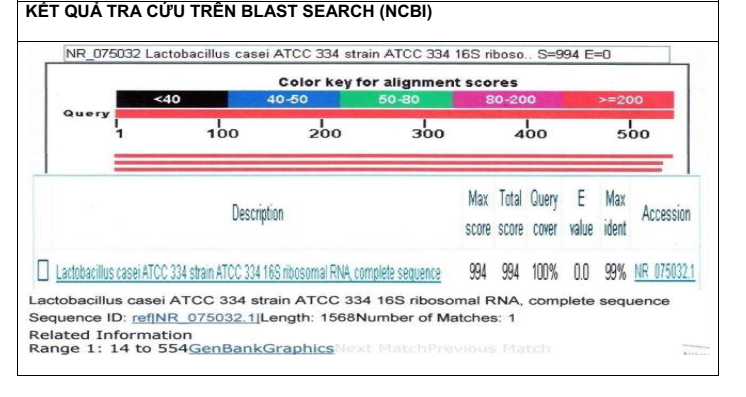 KẾT QUẢ TRA CỨU TRÊN BLAST SEARCH (NCBI)
NR_075032 Lactobacillus casei ATCC 334 strain ATCC 334 16S riboso.. S=994 E=0
Color key for alignment scores
<40 40-50 50-80 80-200 >=200
Query
1 100 200 300 400 500
Description Max score Total score Query cover E value Max ident Accession
Lactobacillus casei ATCC 334 strain ATCC 334 16S ribosomal RNA, complete sequence 994 994 100% 0.0 99% NR_075032.1
Lactobacillus casei ATCC 334 strain ATCC 334 16S ribosomal RNA, complete sequence
Sequence ID: ref|NR_075032.1|Length: 1568Number of Matches: 1
Related Information
Range 1: 14 to 554GenBankGraphicsNext MatchPrevious Match